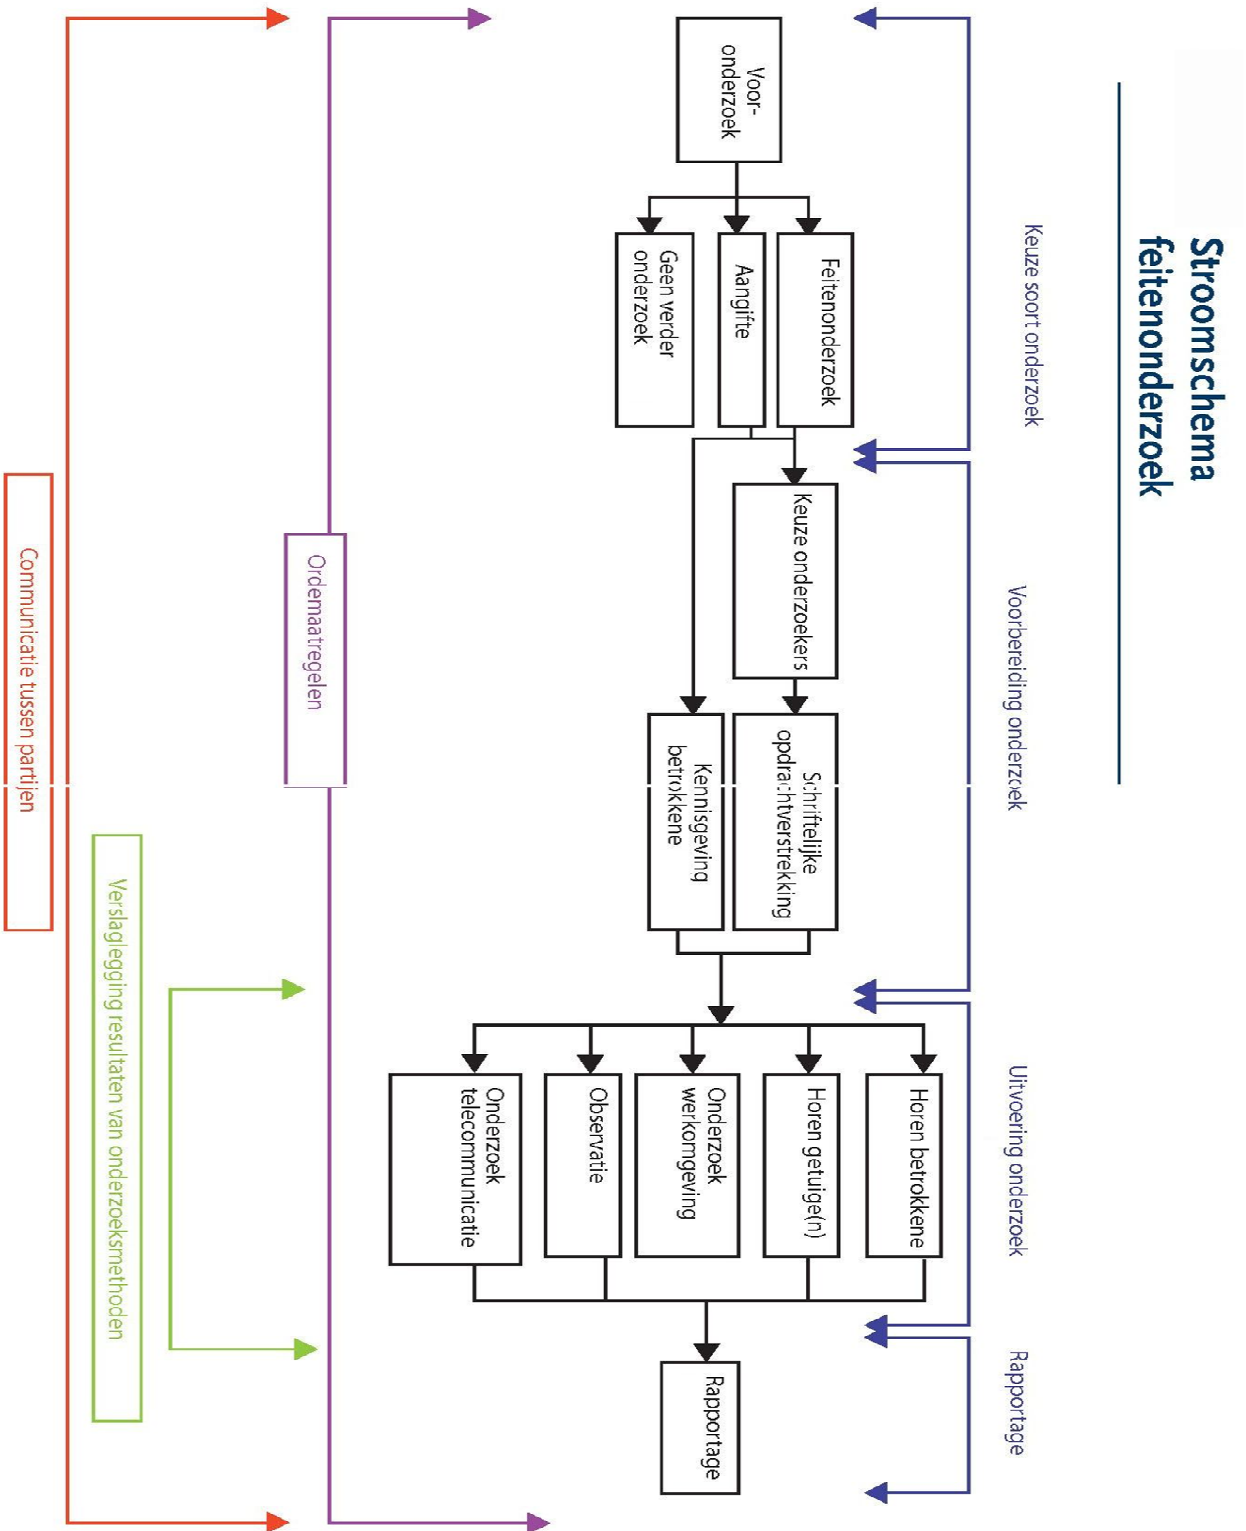 Stroomschema
feitenonderzoek
Keuze soort onderzoek
Voorbereiding onderzoek
Uitvoering onderzoek
Rapportage
Voor-
onderzoek
Feitenonderzoek
Aangifte
Geen verder
onderzoek
Keuze onderzoekers
Schriftelijke
opdrachtverstrekking
Kennisgeving
betrokkene
Horen betrokkene
Horen getuige(n)
Onderzoek
werkomgeving
Observatie
Onderzoek
telecommunicatie
Rapportage
Ordemaatregelen
Verslaglegging resultaten van onderzoeksmethoden
Communicatie tussen partijen